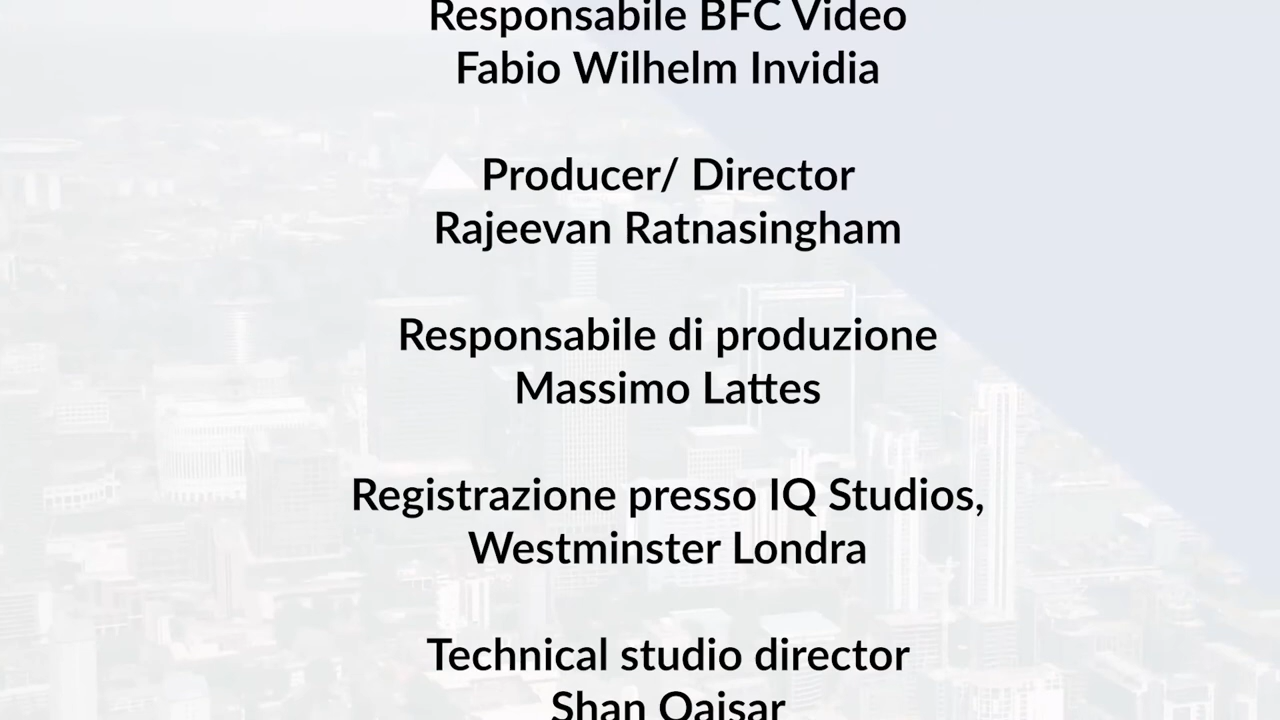 Responsabile BFC Video
Fabio Wilhelm Invidia
Producer/ Director
Rajeevan Ratnasingham
Responsabile di produzione
Massimo Lattes
Registrazione presso IQ Studios,
Westminster Londra
Technical studio director
Shan Qaisar